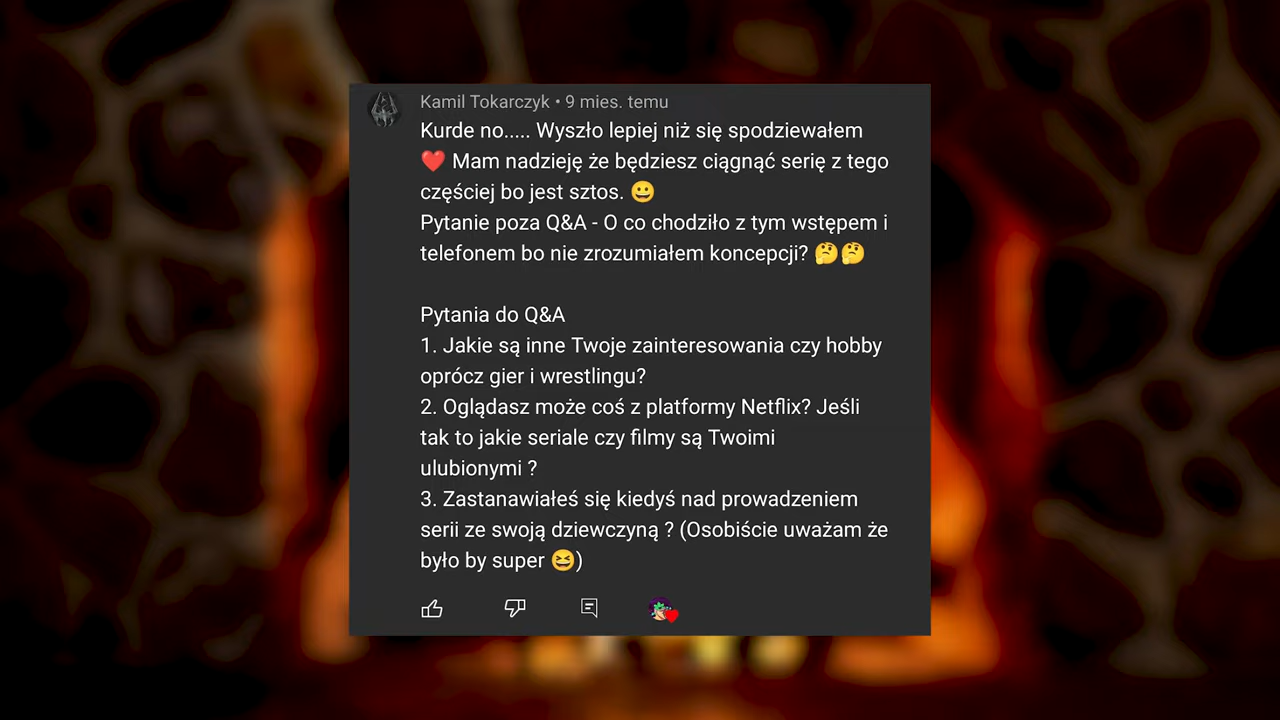 Kamil Tokarczyk • 9 mies. temu
Kurde no..... Wyszło lepiej niż się spodziewałem
❤️ Mam nadzieję że będziesz ciągnąć serię z tego
częściej bo jest sztos. 😀
Pytanie poza Q&A - O co chodziło z tym wstępem i
telefonem bo nie zrozumiałem koncepcji? 🤔🤔
Pytania do Q&A
1. Jakie są inne Twoje zainteresowania czy hobby
oprócz gier i wrestlingu?
2. Oglądasz może coś z platformy Netflix? Jeśli
tak to jakie seriale czy filmy są Twoimi
ulubionymi ?
3. Zastanawiałeś się kiedyś nad prowadzeniem
serii ze swoją dziewczyną ? (Osobiście uważam że
było by super 😆)